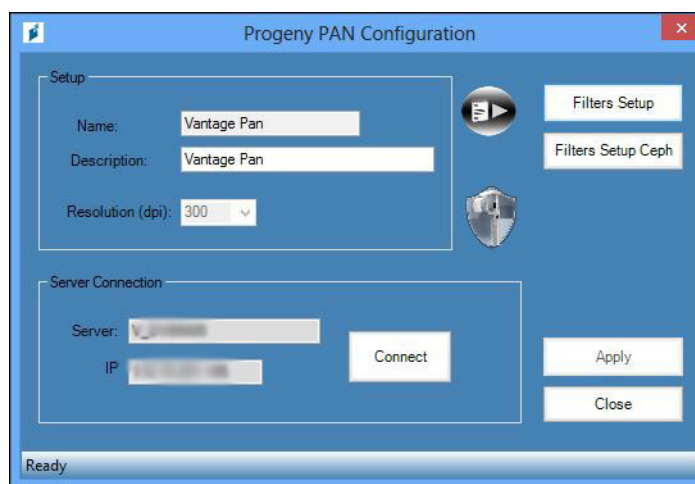 Progeny PAN Configuration
Setup
Name: Vantage Pan
Description: Vantage Pan
Resolution (dpi): 300
Filters Setup
Filters Setup Ceph
Server Connection
Server:
IP
Connect
Apply
Close
Ready